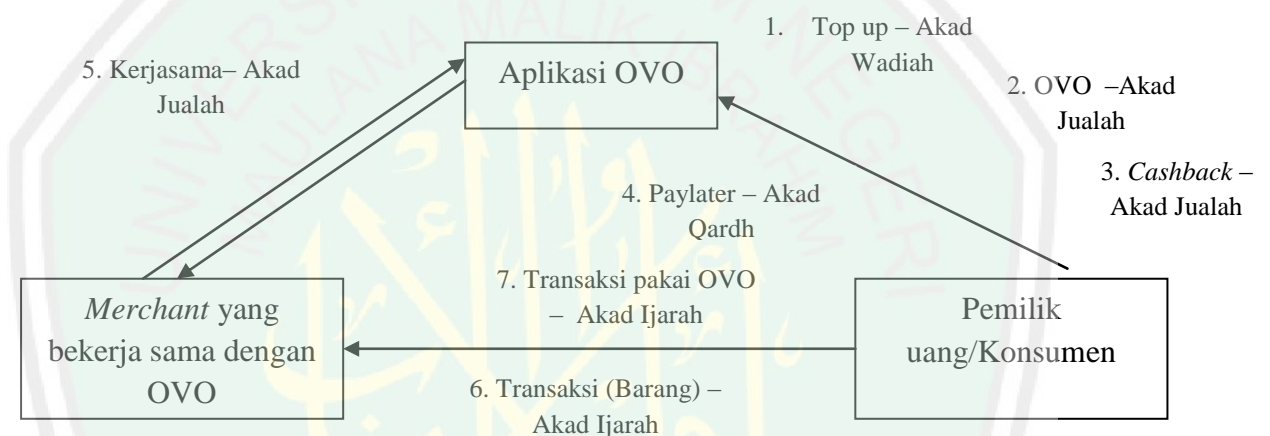 1. Top up – Akad
Wadiah
5. Kerjasama– Akad
Jualah
Aplikasi OVO
2. OVO –Akad
Jualah
3. Cashback –
Akad Jualah
4. Paylater – Akad
Qardh
7. Transaksi pakai OVO
– Akad Ijarah
Merchant yang
bekerja sama dengan
OVO
Pemilik
uang/Konsumen
6. Transaksi (Barang) –
Akad Ijarah